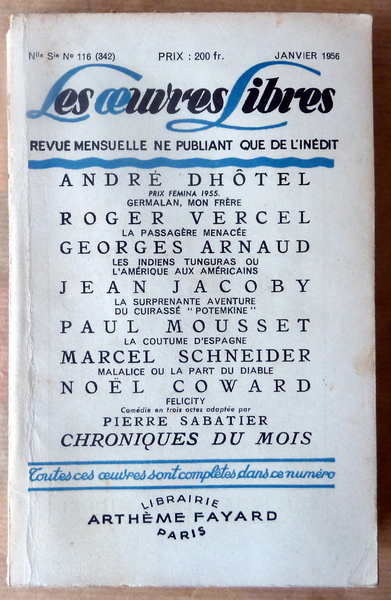 Nlle Sie No 116 (342) PRIX : 200 fr. JANVIER 1956
Les œuvres Libres
REVUE MENSUELLE NE PUBLIANT QUE DE L'INÉDIT
ANDRÉ DHÔTEL
PRIX FEMINA 1955.
GERMALAN, MON FRÈRE
ROGER VERCEL
LA PASSAGÈRE MENACÉE
GEORGES ARNAUD
LES INDIENS TUNGURAS OU
L'AMÉRIQUE AUX AMÉRICAINS
JEAN JACOBY
LA SURPRENANTE AVENTURE
DU CUIRASSÉ "POTEMKINE"
PAUL MOUSSET
LA COUTUME D'ESPAGNE
MARCEL SCHNEIDER
MALALICE OU LA PART DU DIABLE
NOËL COWARD
FELICITY
Comédie en trois actes adaptée par
PIERRE SABATIER
CHRONIQUES DU MOIS
Toutes ces œuvres sont complètes dans ce numéro
LIBRAIRIE
ARTHÈME FAYARD
PARIS